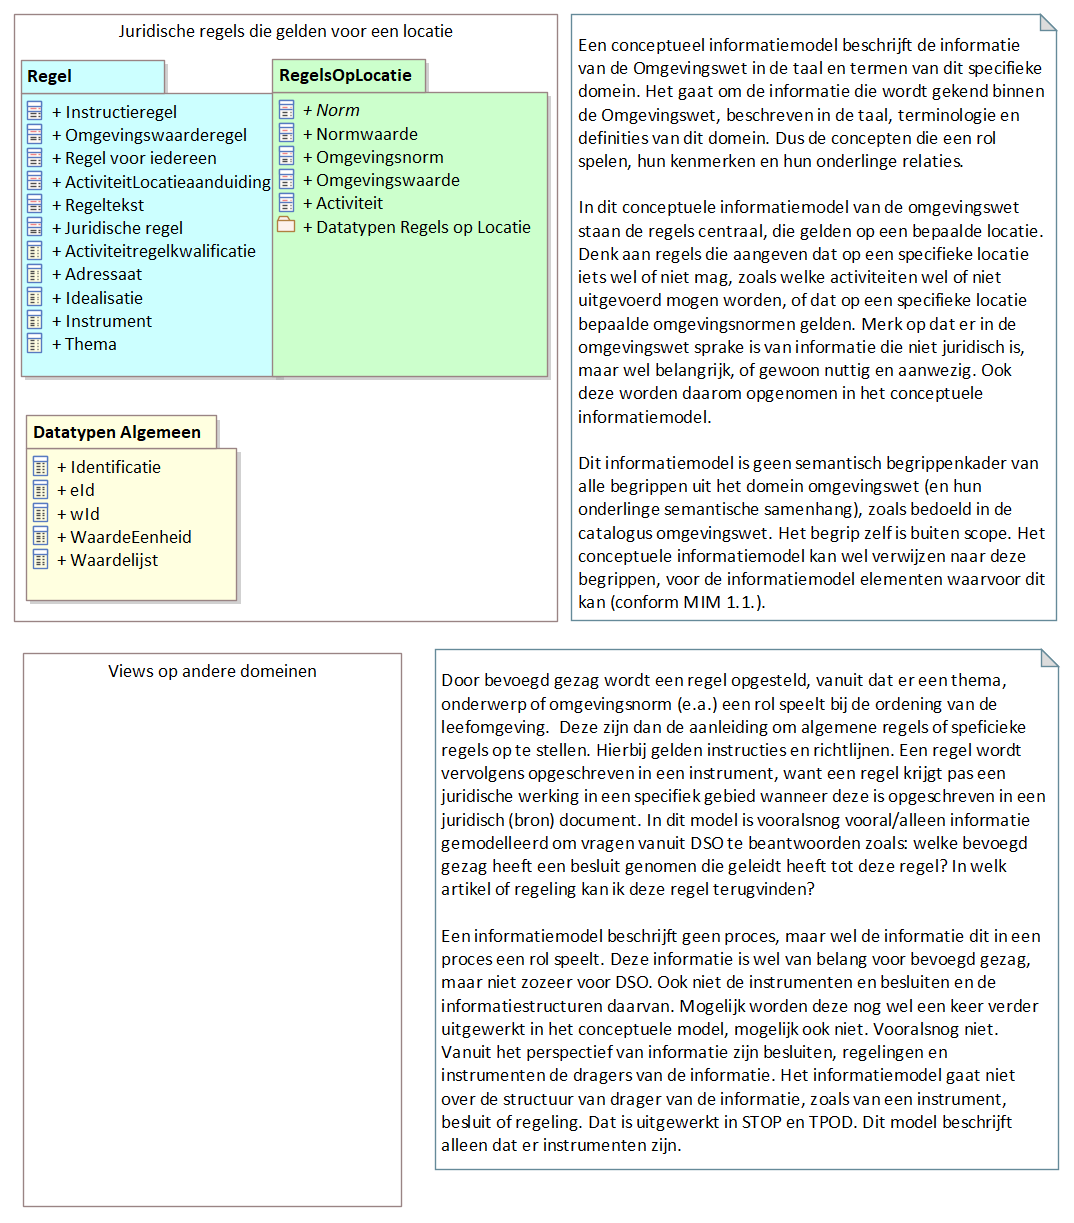 Juridische regels die gelden voor een locatie
Regel
+ Instructieregel
+ Omgevingswaarderegel
+ Regel voor iedereen
+ ActiviteitLocatieaanduiding
+ Regeltekst
+ Juridische regel
+ Activiteitregelkwalificatie
+ Adressaat
+ Idealisatie
+ Instrument
+ Thema
RegelsOpLocatie
+ Norm
+ Normwaarde
+ Omgevingsnorm
+ Omgevingswaarde
+ Activiteit
+ Datatypen Regels op Locatie
Datatypen Algemeen
+ Identificatie
+ eId
+ wId
+ WaardeEenheid
+ Waardelijst
Een conceptueel informatiemodel beschrijft de informatie
van de Omgevingswet in de taal en termen van dit specifieke
domein. Het gaat om de informatie die wordt gekend binnen
de Omgevingswet, beschreven in de taal, terminologie en
definities van dit domein. Dus de concepten die een rol
spelen, hun kenmerken en hun onderlinge relaties.
In dit conceptuele informatiemodel van de omgevingswet
staan de regels centraal, die gelden op een bepaalde locatie.
Denk aan regels die aangeven dat op een specifieke locatie
iets wel of niet mag, zoals welke activiteiten wel of niet
uitgevoerd mogen worden, of dat op een specifieke locatie
bepaalde omgevingsnormen gelden. Merk op dat er in de
omgevingswet sprake is van informatie die niet juridisch is,
maar wel belangrijk, of gewoon nuttig en aanwezig. Ook
deze worden daarom opgenomen in het conceptuele
informatiemodel.
Dit informatiemodel is geen semantisch begrippenkader van
alle begrippen uit het domein omgevingswet (en hun
onderlinge semantische samenhang), zoals bedoeld in de
catalogus omgevingswet. Het begrip zelf is buiten scope. Het
conceptuele informatiemodel kan wel verwijzen naar deze
begrippen, voor de informatiemodel elementen waarvoor dit
kan (conform MIM 1.1.).
Views op andere domeinen
Door bevoegd gezag wordt een regel opgesteld, vanuit dat er een thema,
onderwerp of omgevingsnorm (e.a.) een rol speelt bij de ordening van de
leefomgeving. Deze zijn dan de aanleiding om algemene regels of speficieke
regels op te stellen. Hierbij gelden instructies en richtlijnen. Een regel wordt
vervolgens opgeschreven in een instrument, want een regel krijgt pas een
juridische werking in een specifiek gebied wanneer deze is opgeschreven in een
juridisch (bron) document. In dit model is vooralsnog vooral/alleen informatie
gemodelleerd om vragen vanuit DSO te beantwoorden zoals: welke bevoegd
gezag heeft een besluit genomen die geleidt heeft tot deze regel? In welk
artikel of regeling kan ik deze regel terugvinden?
Een informatiemodel beschrijft geen proces, maar wel de informatie dit in een
proces een rol speelt. Deze informatie is wel van belang voor bevoegd gezag,
maar niet zozeer voor DSO. Ook niet de instrumenten en besluiten en de
informatiestructuren daarvan. Mogelijk worden deze nog wel een keer verder
uitgewerkt in het conceptuele model, mogelijk ook niet. Vooralsnog niet.
Vanuit het perspectief van informatie zijn besluiten, regelingen en
instrumenten de dragers van de informatie. Het informatiemodel gaat niet
over de structuur van drager van de informatie, zoals van een instrument,
besluit of regeling. Dat is uitgewerkt in STOP en TPOD. Dit model beschrijft
alleen dat er instrumenten zijn.